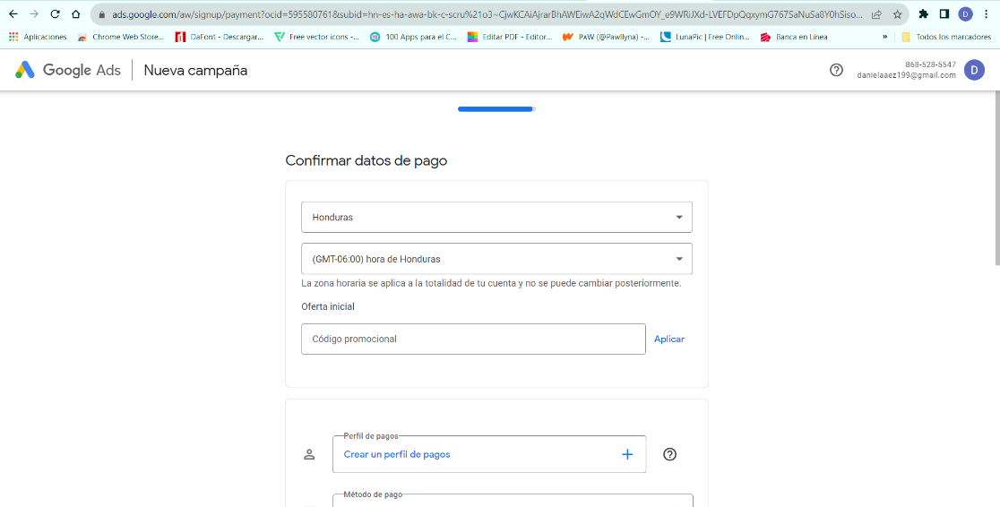 ads.google.com/aw/signup/payment?ocid=5955807618&subid=hn-es-ha-awa-bk-c-scru%21o3~CjwKCAiAjrarBhAWEiwA2qWdCEwGmOY_e9WRiJXd-LVEFDpQqxymG7675aNuSa8Y0hSiso...
D
Aplicaciones
Chrome Web Store...
DaFont - Descargar...
Free vector icons -...
100 Apps para el C...
Editar PDF - Editor...
PᴀW (@Pawllyna) -...
LunaPic | Free Onlin...
Banca en Línea
»
Todos los marcadores
Google Ads
Nueva campaña
868-528-5547
danielaaez199@gmail.com
D
Confirmar datos de pago
Honduras
(GMT-06:00) hora de Honduras
La zona horaria se aplica a la totalidad de tu cuenta y no se puede cambiar posteriormente.
Oferta inicial
Código promocional
Aplicar
Perfil de pagos
Crear un perfil de pagos
Método de pago